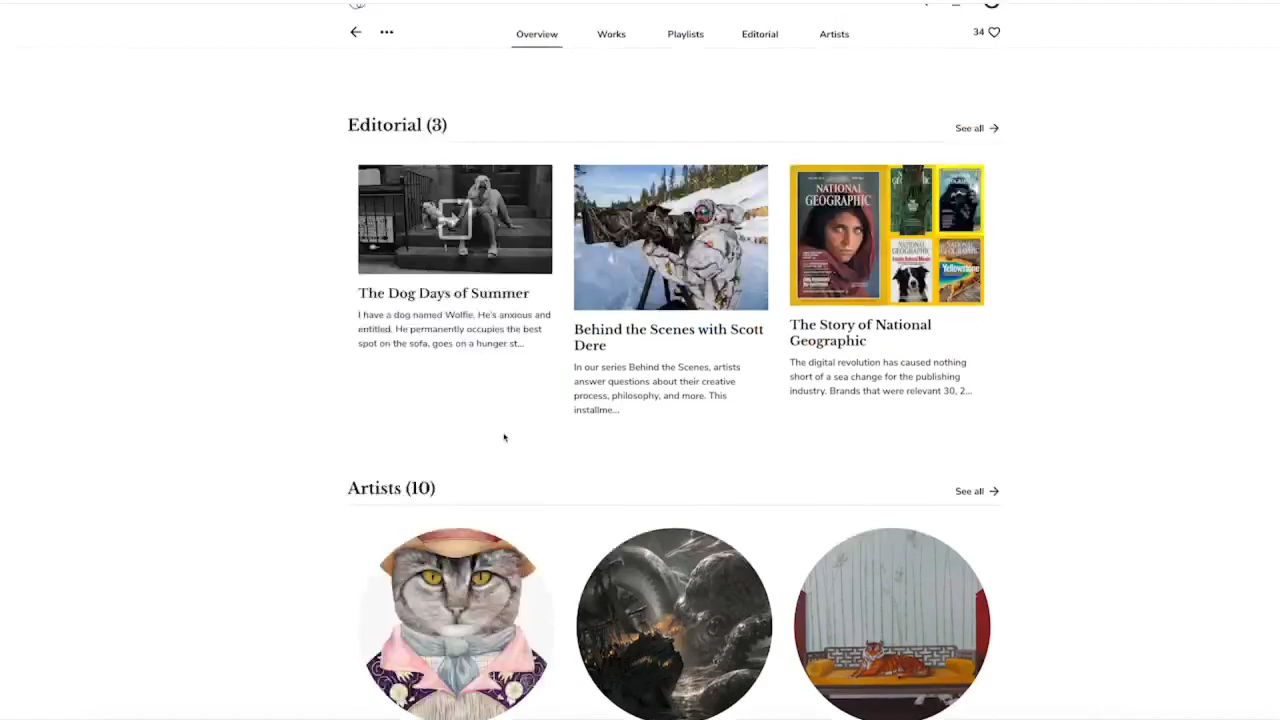 Overview
Works
Playlists
Editorial
Artists
34
Editorial (3)
See all
NATIONAL
GEOGRAPHIC
NATIONAL
GEOGRAPHIC
Yellowstone
The Dog Days of Summer
I have a dog named Wolfie. He's anxious and
entitled. He permanently occupies the best
spot on the sofa, goes on a hunger st...
Behind the Scenes with Scott
Dere
In our series Behind the Scenes, artists
answer questions about their creative
process, philosophy, and more. This
installme...
The Story of National
Geographic
The digital revolution has caused nothing
short of a sea change for the publishing
industry. Brands that were relevant 30, 2...
Artists (10)
See all